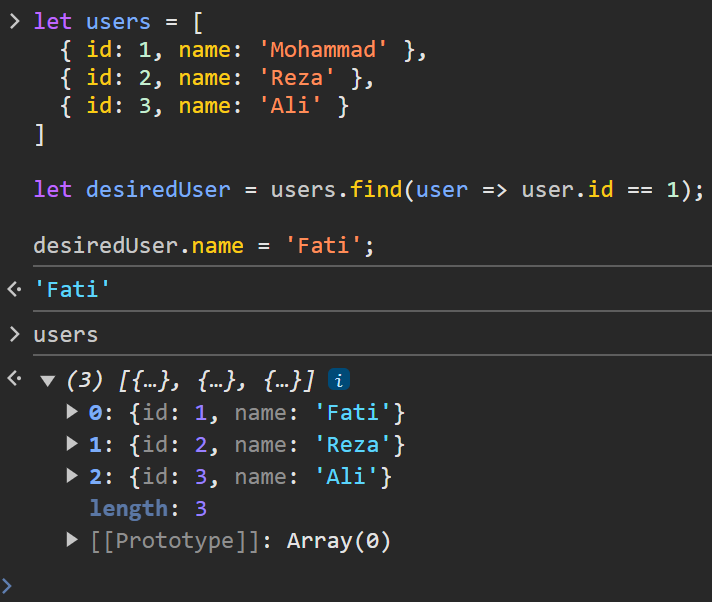 > let users = [
  { id: 1, name: 'Mohammad' },
  { id: 2, name: 'Reza' },
  { id: 3, name: 'Ali' }
]
let desiredUser = users.find(user => user.id == 1);
desiredUser.name = 'Fati';
'Fati'
> users
▼ (3) [{…}, {…}, {…}] i
▶ 0: {id: 1, name: 'Fati'}
▶ 1: {id: 2, name: 'Reza'}
▶ 2: {id: 3, name: 'Ali'}
length: 3
▶ [[Prototype]]: Array(0)
>